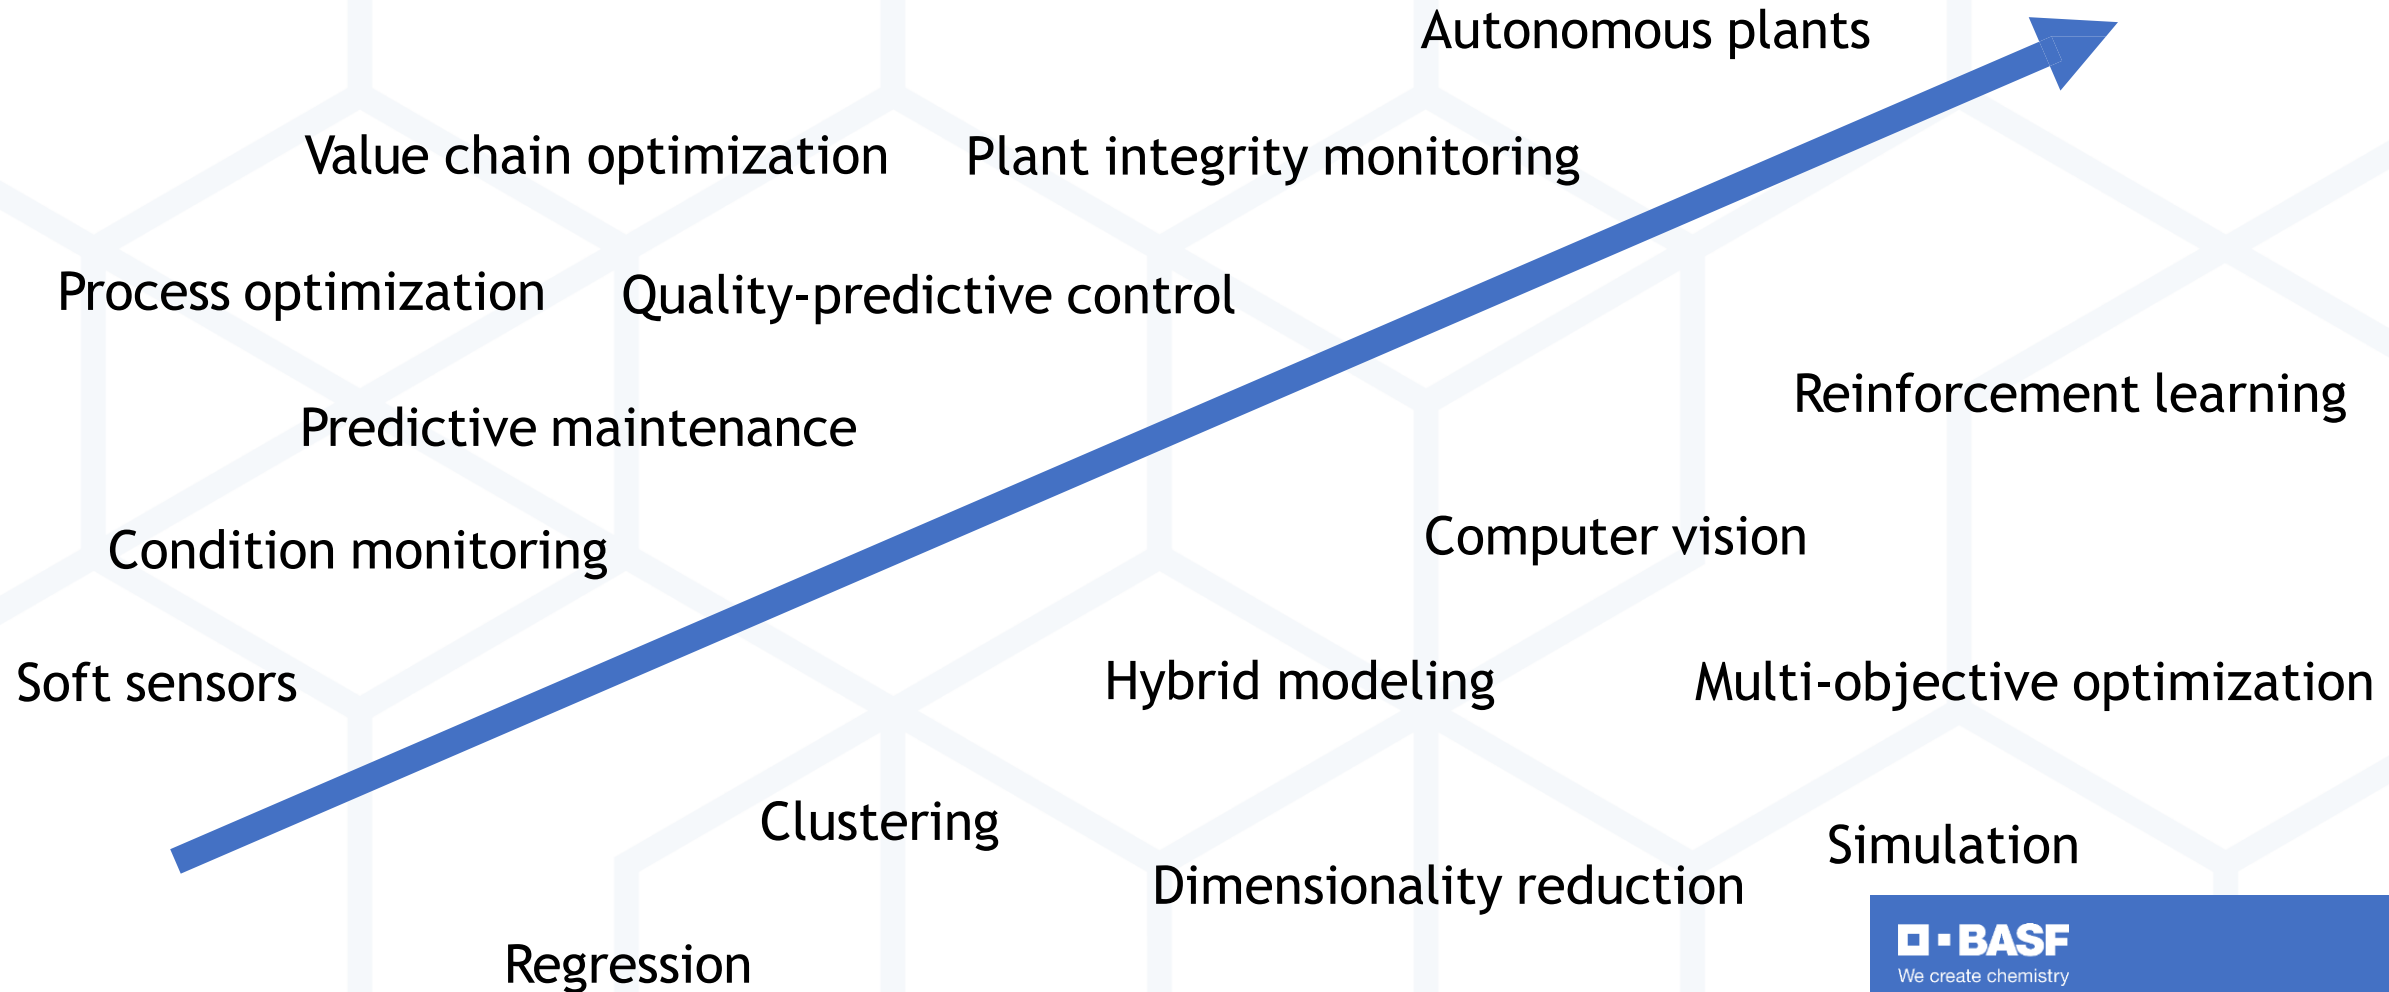 Autonomous plants
Value chain optimization
Plant integrity monitoring
Process optimization
Quality-predictive control
Reinforcement learning
Predictive maintenance
Computer vision
Condition monitoring
Soft sensors
Hybrid modeling
Multi-objective optimization
Clustering
Simulation
Dimensionality reduction
Regression
BASF
We create chemistry